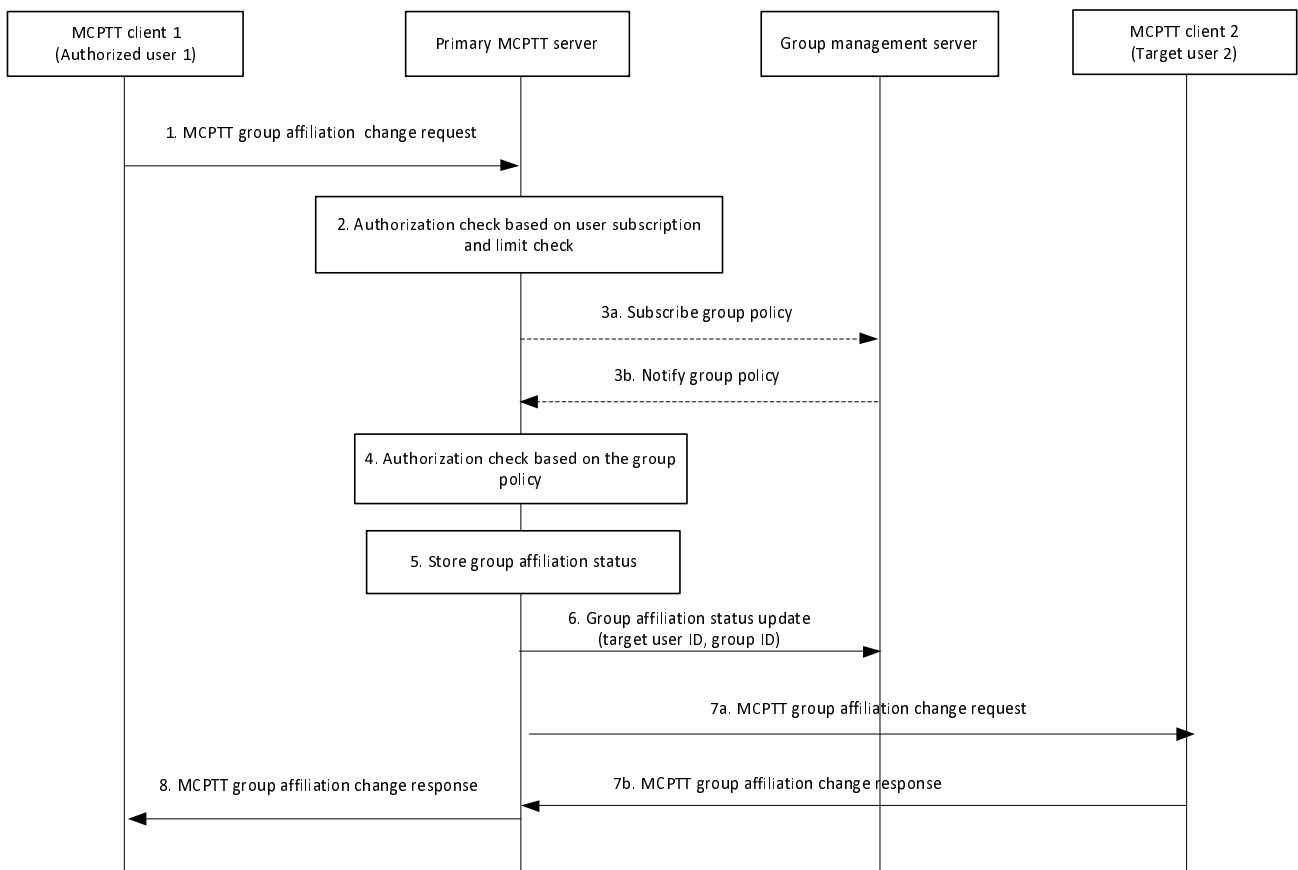 MCPTT client 1
(Authorized user 1)
Primary MCPTT server
Group management server
MCPTT client 2
(Target user 2)
1. MCPTT group affiliation  change request
2. Authorization check based on user subscription
and limit check
3a. Subscribe group policy
3b. Notify group policy
4. Authorization check based on the group
policy
5. Store group affiliation status
6. Group affiliation status update
(target user ID, group ID)
7a. MCPTT group affiliation change request
7b. MCPTT group affiliation change response
8. MCPTT group affiliation change response